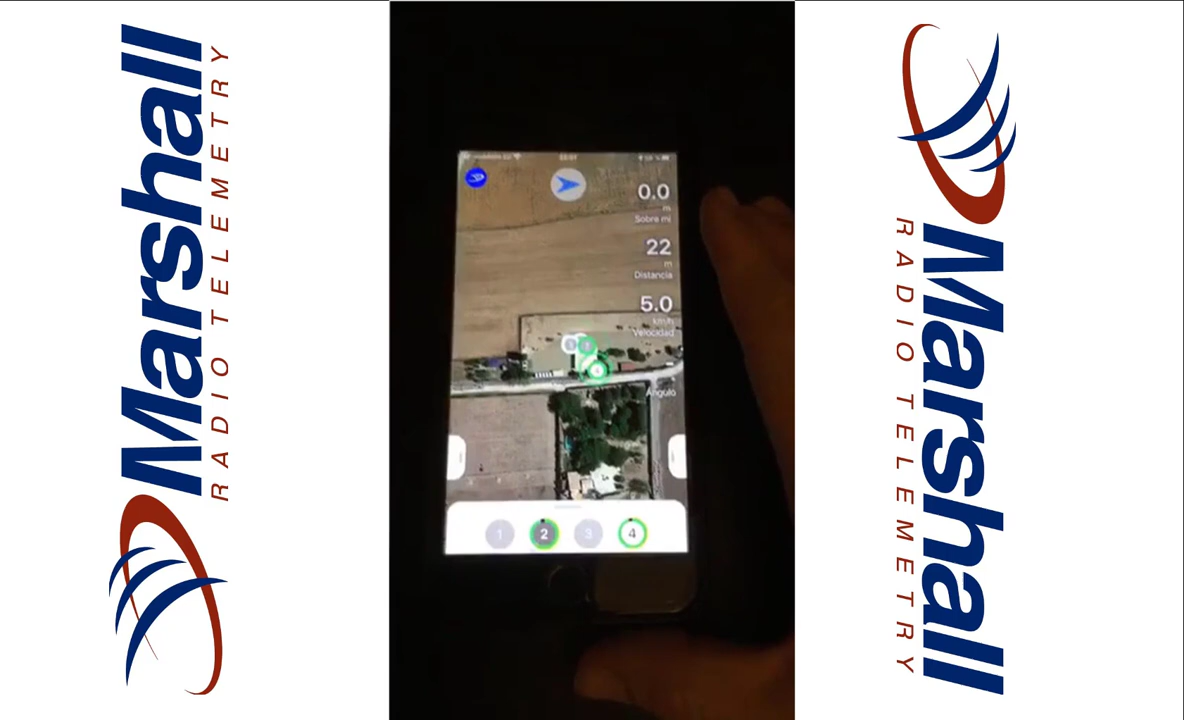 Marshall
RADIO TELEMETRY
0.0
m
Sobre mi
22
m
Distancia
5.0
km/h
Velocidad
Angulo
1
2
3
4
Marshall
RADIO TELEMETRY